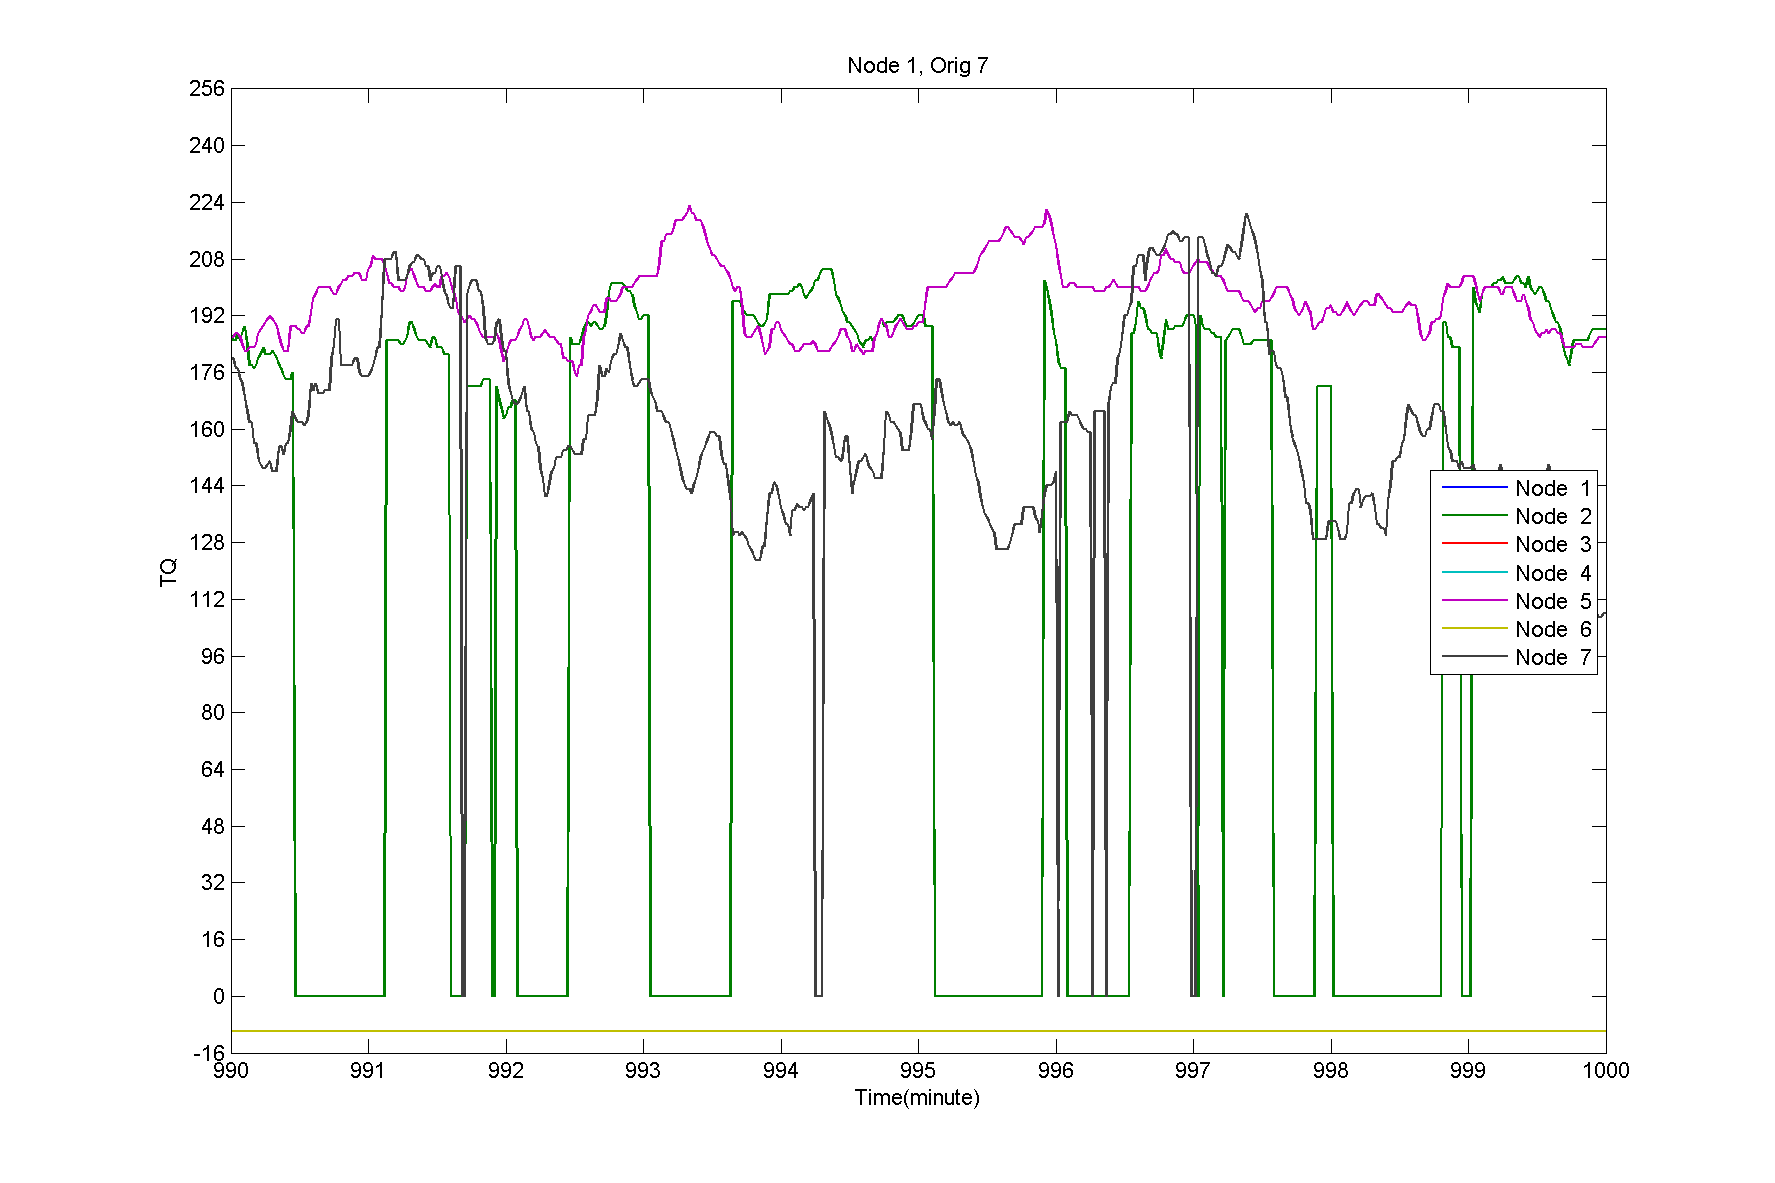 Node 1, Orig 7
256
240
224
208
192
176
160
144
128
112
96
80
64
48
32
16
0
-16
TQ
Node 1
Node 2
Node 3
Node 4
Node 5
Node 6
Node 7
990 991 992 993 994 995 996 997 998 999 1000
Time(minute)